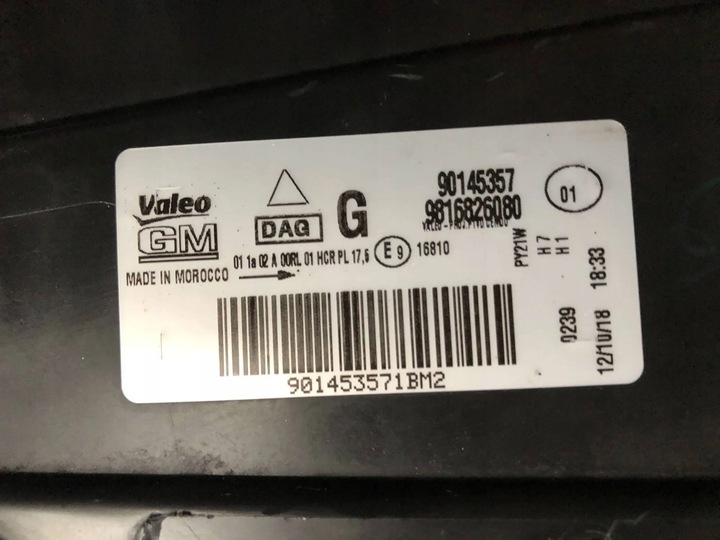 Valeo
GM
MADE IN MOROCCO
DAQ
G
01 1a 02 A 00RL 01 HCR PL 17,5
E 9
16810
90145357
9816826080
01
PY21W
H7
H1
0239
12/10/18 18:33
901453571BM2